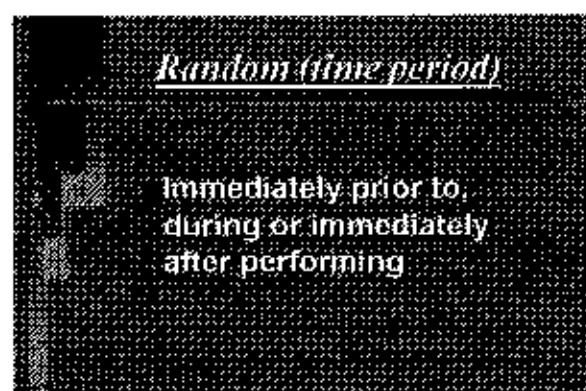 Random (time period)
Immediately prior to,
during or immediately
after performing